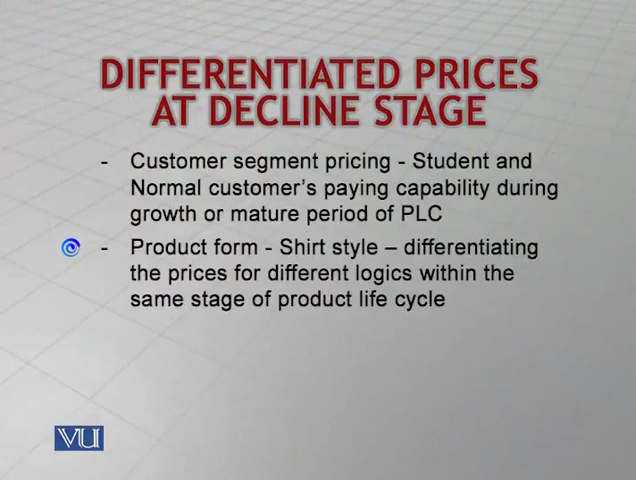 DIFFERENTIATED PRICES
AT DECLINE STAGE
- Customer segment pricing - Student and
Normal customer's paying capability during
growth or mature period of PLC
- Product form - Shirt style – differentiating
the prices for different logics within the
same stage of product life cycle
VU